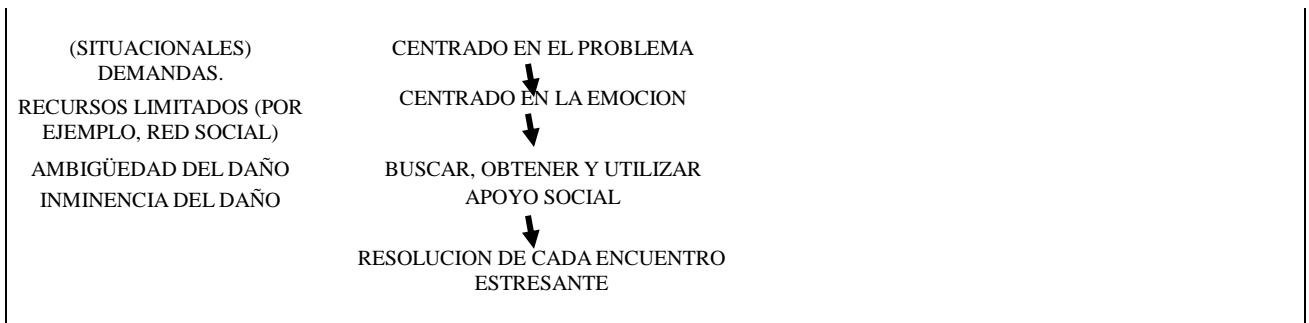 (SITUACIONALES)
DEMANDAS.
RECURSOS LIMITADOS (POR
EJEMPLO, RED SOCIAL)
AMBIGÜEDAD DEL DAÑO
INMINENCIA DEL DAÑO
CENTRADO EN EL PROBLEMA
CENTRADO EN LA EMOCION
BUSCAR, OBTENER Y UTILIZAR
APOYO SOCIAL
RESOLUCION DE CADA ENCUENTRO
ESTRESANTE